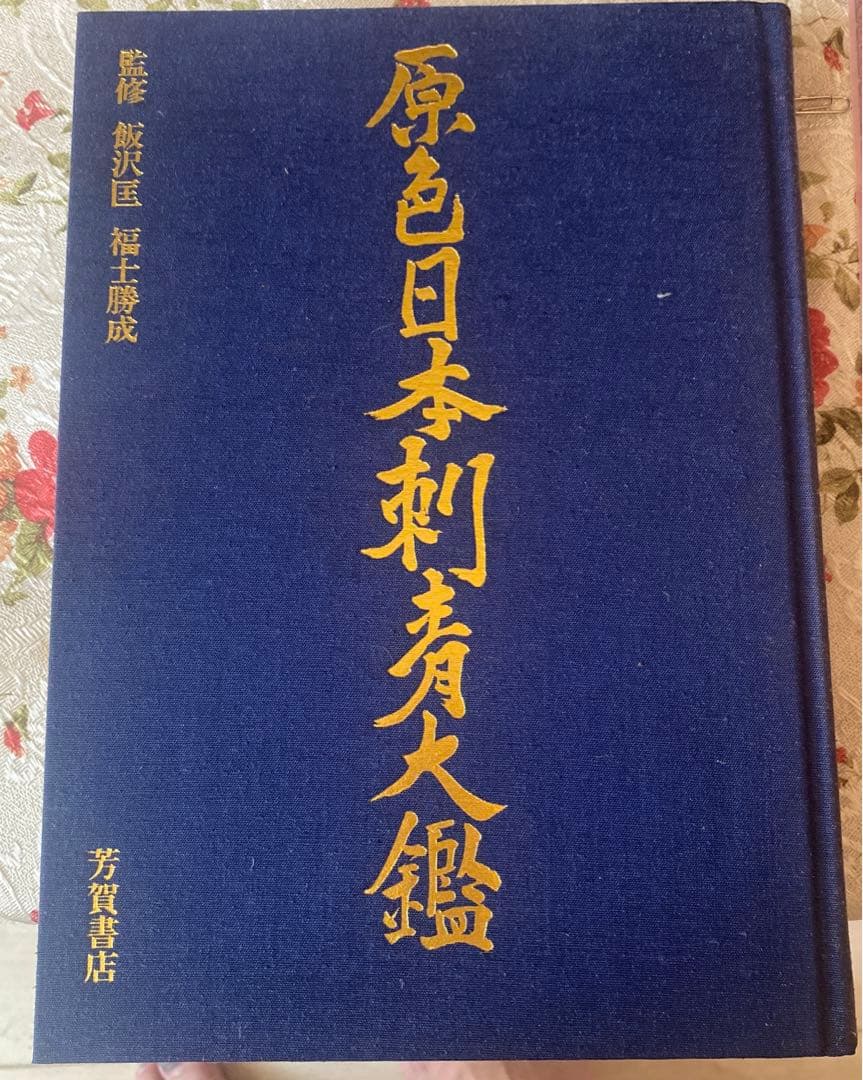 原色日本刺青大鑑
監修 飯沢匡 福士勝成
芳賀書店